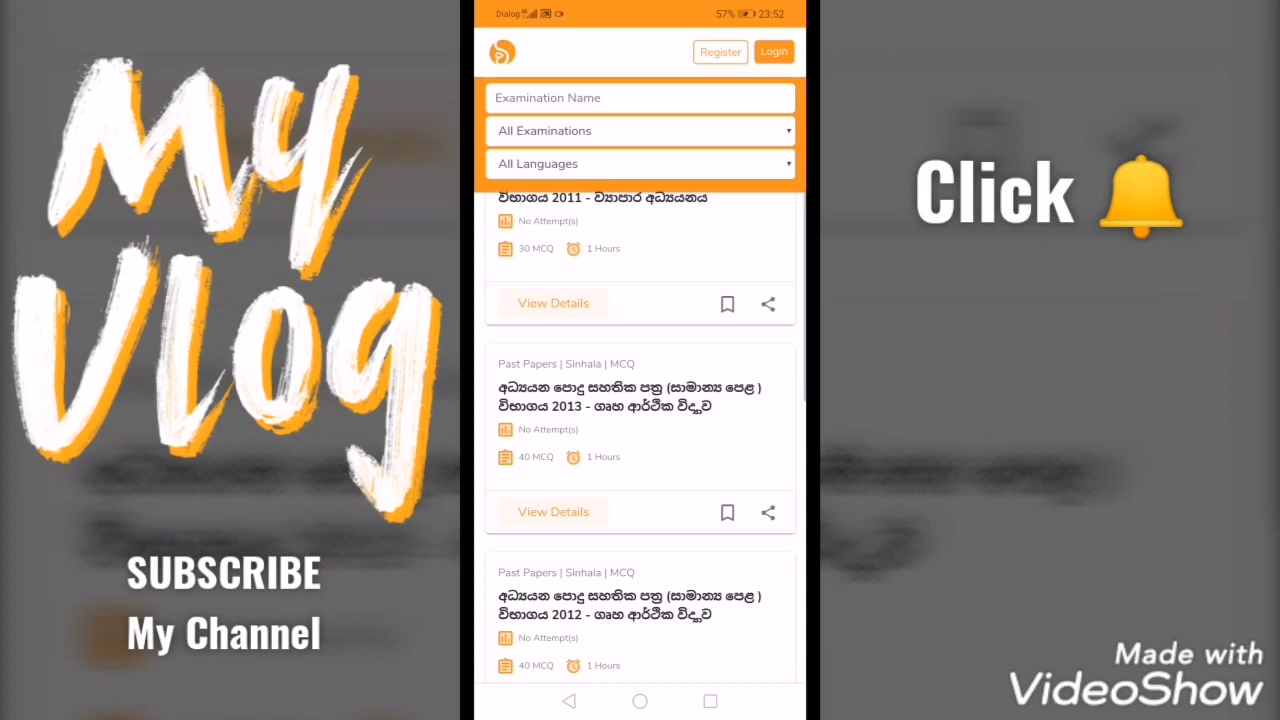 My
Vlog
SUBSCRIBE
My Channel
Dialog 57% 23:52
Register Login
Examination Name
All Examinations
All Languages
විභාගය 2011 - ව්‍යාපාර අධ්‍යයනය
No Attempt(s)
30 MCQ 1 Hours
View Details
Past Papers | Sinhala | MCQ
අධ්‍යයන පොදු සහතික පත්‍ර (සාමාන්‍ය පෙළ )
විභාගය 2013 - ගෘහ ආර්ථික විද්‍යාව
No Attempt(s)
40 MCQ 1 Hours
View Details
Past Papers | Sinhala | MCQ
අධ්‍යයන පොදු සහතික පත්‍ර (සාමාන්‍ය පෙළ )
විභාගය 2012 - ගෘහ ආර්ථික විද්‍යාව
No Attempt(s)
40 MCQ 1 Hours
Click
Made with
VideoShow